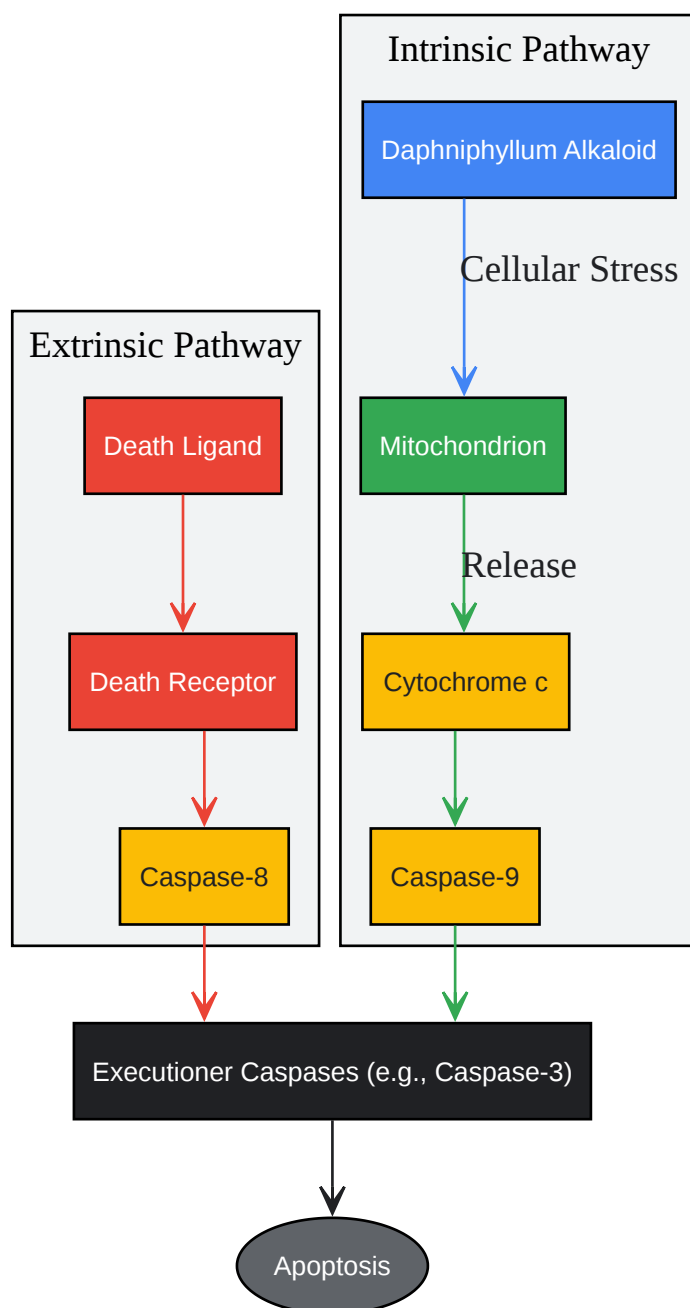 Intrinsic Pathway
Daphniphyllum Alkaloid
Cellular Stress
Extrinsic Pathway
Death Ligand
Mitochondrion
Release
Death Receptor
Cytochrome c
Caspase-8
Caspase-9
Executioner Caspases (e.g., Caspase-3)
Apoptosis